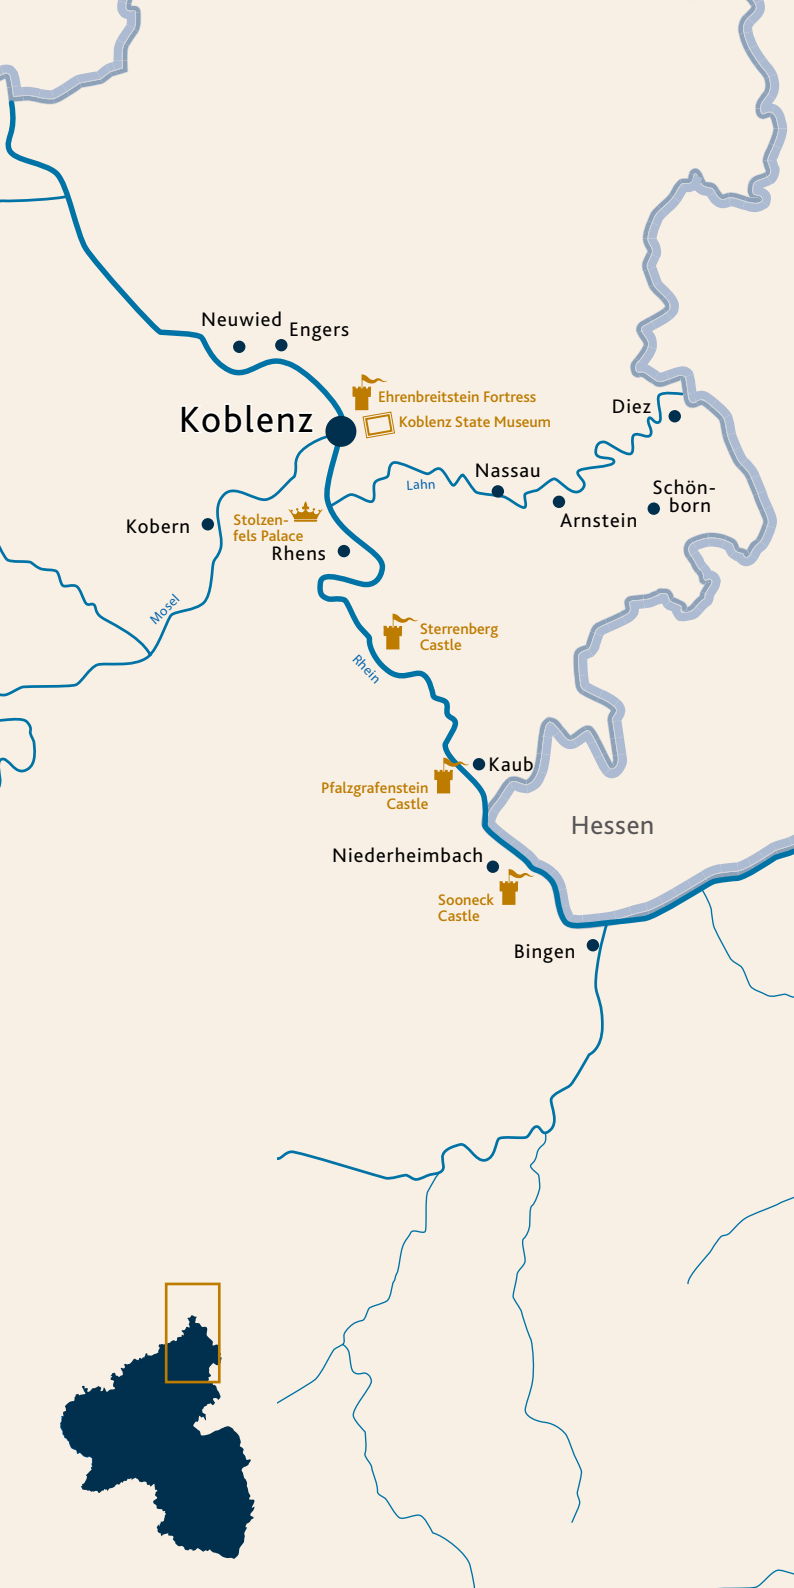 Neuwied
Engers
Ehrenbreitstein Fortress
Koblenz
Koblenz State Museum
Diez
Nassau
Lahn
Schön-
born
Arnstein
Kobern
Stolzen-
fels Palace
Rhens
Mosel
Sterrenberg
Castle
Rhein
Kaub
Pfalzgrafenstein
Castle
Hessen
Niederheimbach
Sooneck
Castle
Bingen